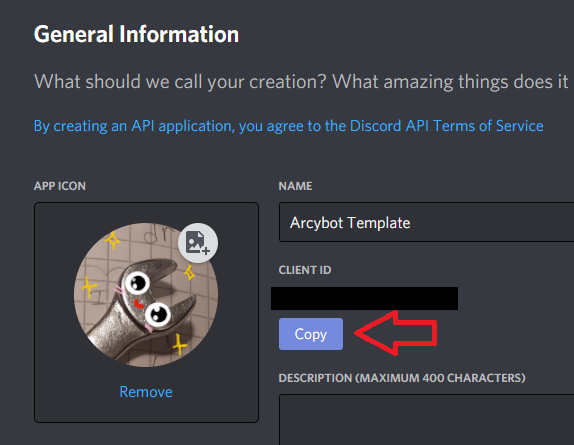 General Information
What should we call your creation? What amazing things does it
By creating an API application, you agree to the Discord API Terms of Service
APP ICON
NAME
Arcybot Template
CLIENT ID
Copy
Remove
DESCRIPTION (MAXIMUM 400 CHARACTERS)